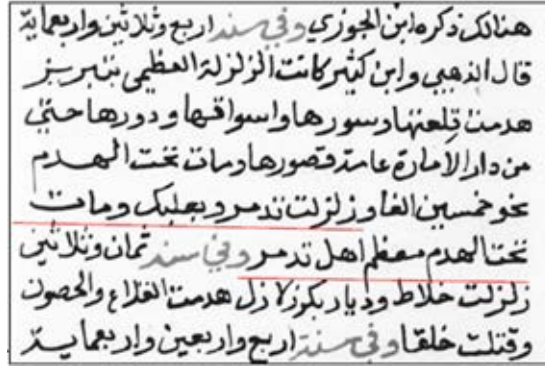 هنالك ذكره ابن الجوزي وفي سنة اربع وثلاثين واربعماية
قال الذهبي وابن كثير كانت الزلزلة العظمى بتبريز
هدمت قلعتها وسورها واسواقها ودورها حتى
من دار الامارة عامة قصورها ومات تحت الهدم
نحو خمسين الفا وزلزلت تدمر وبعلبك ومات
تحت الهدم معظم اهل تدمر وفي سنة ثمان وثلاثين
زلزلت خلاط وديار بكر زلازل هدمت القلاع والحصون
وقتلت خلقا وفي سنة اربع واربعين واربعماية